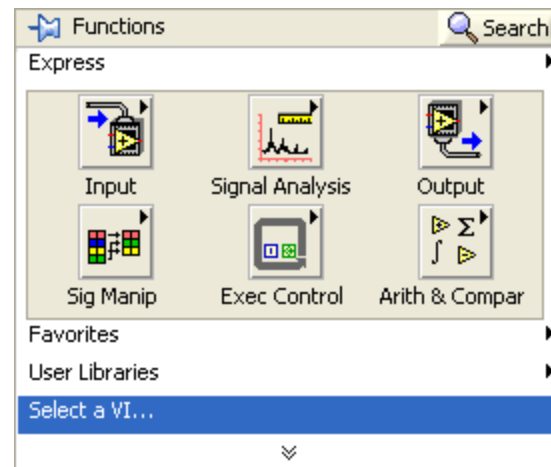 Functions Search
Express
Input Signal Analysis Output
Sig Manip Exec Control Arith & Compar
Favorites
User Libraries
Select a VI...